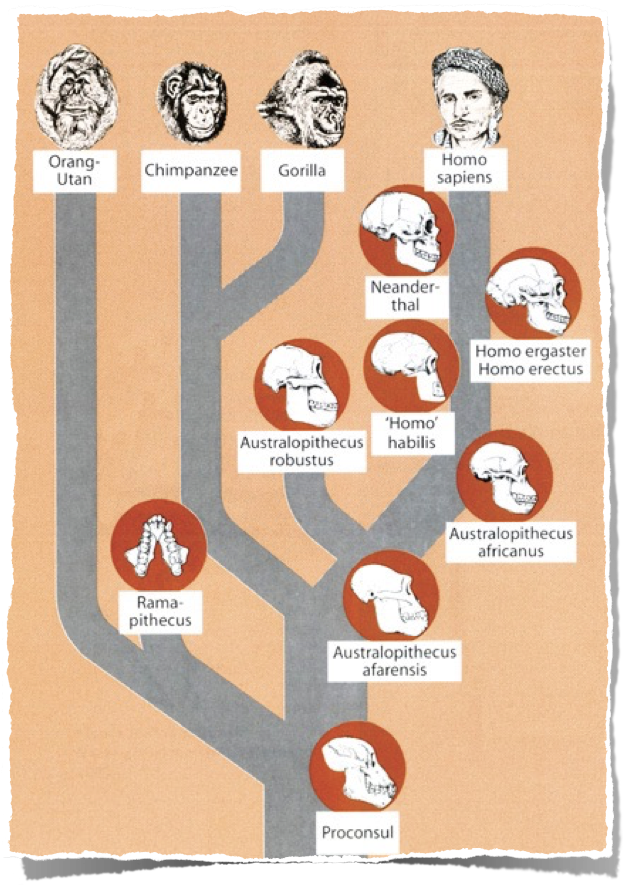 Orang-
Utan
Chimpanzee
Gorilla
Homo
sapiens
Neander-
thal
Homo ergaster
Homo erectus
'Homo'
habilis
Australopithecus
robustus
Australopithecus
africanus
Rama-
pithecus
Australopithecus
afarensis
Proconsul